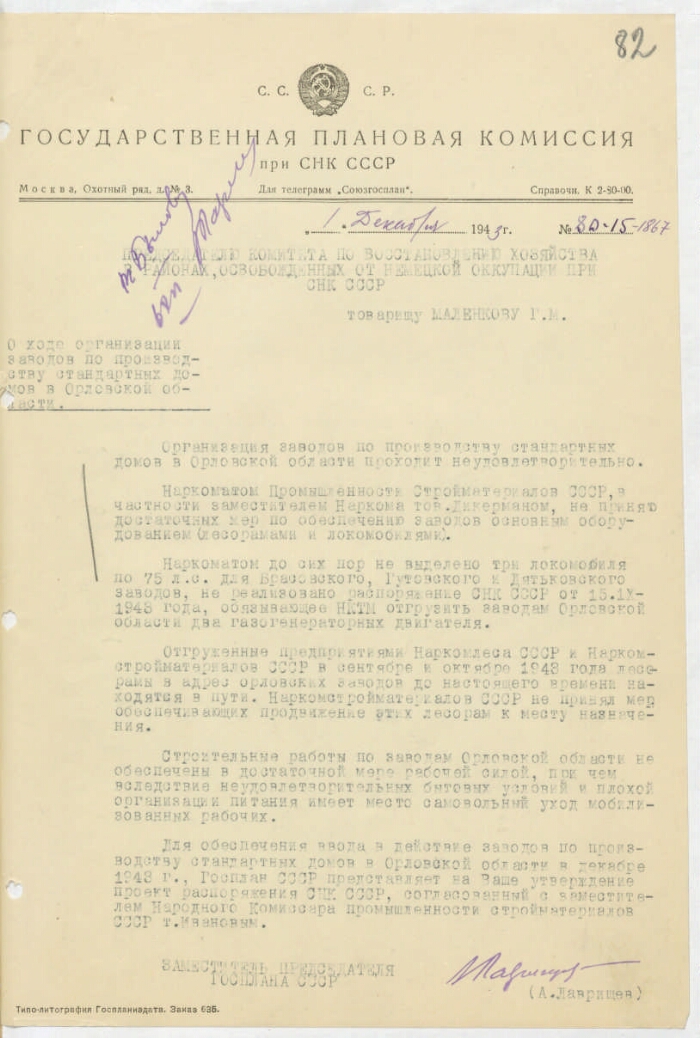 82
С. С. С. Р.
ГОСУДАРСТВЕННАЯ ПЛАНОВАЯ КОМИССИЯ
при СНК СССР
Москва, Охотный ряд, д. № 3. Для телеграмм „Союзгосплан“. Справочн. К 2-80-00.
„1“ Декабря 1943г. № 80-15-1867
ПРЕДСЕДАТЕЛЮ КОМИТЕТА ПО ВОССТАНОВЛЕНИЮ ХОЗЯЙСТВА
В РАЙОНАХ, ОСВОБОЖДЕННЫХ ОТ НЕМЕЦКОЙ ОККУПАЦИИ ПРИ
СНК СССР
товарищу МАЛЕНКОВУ Г.М.
О ходе организации
заводов по производ-
ству стандартных до-
мов в Орловской об-
ласти.
Организация заводов по производству стандартных
домов в Орловской области проходит неудовлетворительно.
Наркоматом Промышленности Стройматериалов СССР, в
частности заместителем Наркома тов. Дикерманом, не принято
достаточных мер по обеспечению заводов основным обору-
дованием (лесорамами и локомобилями).
Наркоматом до сих пор не выделено три локомобиля
по 75 л.с. для Брасовского, Гутовского и Дятьковского
заводов, не реализовано распоряжение СНК СССР от 15.IX-
1943 года, обязывающее НКТМ отгрузить заводам Орловской
области два газогенераторных двигателя.
Отгруженные предприятиями Наркомлеса СССР и Нарком-
стройматериалов СССР в сентябре и октябре 1943 года лесо-
рамы в адрес орловских заводов до настоящего времени на-
ходятся в пути. Наркомстройматериалов СССР не принял мер
обеспечивающих продвижение этих лесорам к месту назначе-
ния.
Строительные работы по заводам Орловской области не
обеспечены в достаточной мере рабочей силой, при чем
вследствие неудовлетворительных бытовых условий и плохой
организации питания имеет место самовольный уход мобили-
зованных рабочих.
Для обеспечения ввода в действие заводов по произ-
водству стандартных домов в Орловской области в декабре
1943 г., Госплан СССР представляет на Ваше утверждение
проект распоряжения СНК СССР, согласованный с заместите-
лем Народного Комиссара промышленности стройматериалов
СССР т. Ивановым.
ЗАМЕСТИТЕЛЬ ПРЕДСЕДАТЕЛЯ
ГОСПЛАНА СССР
(А. Лаврищев)
Типо-литография Госпланиздата. Заказ 635.